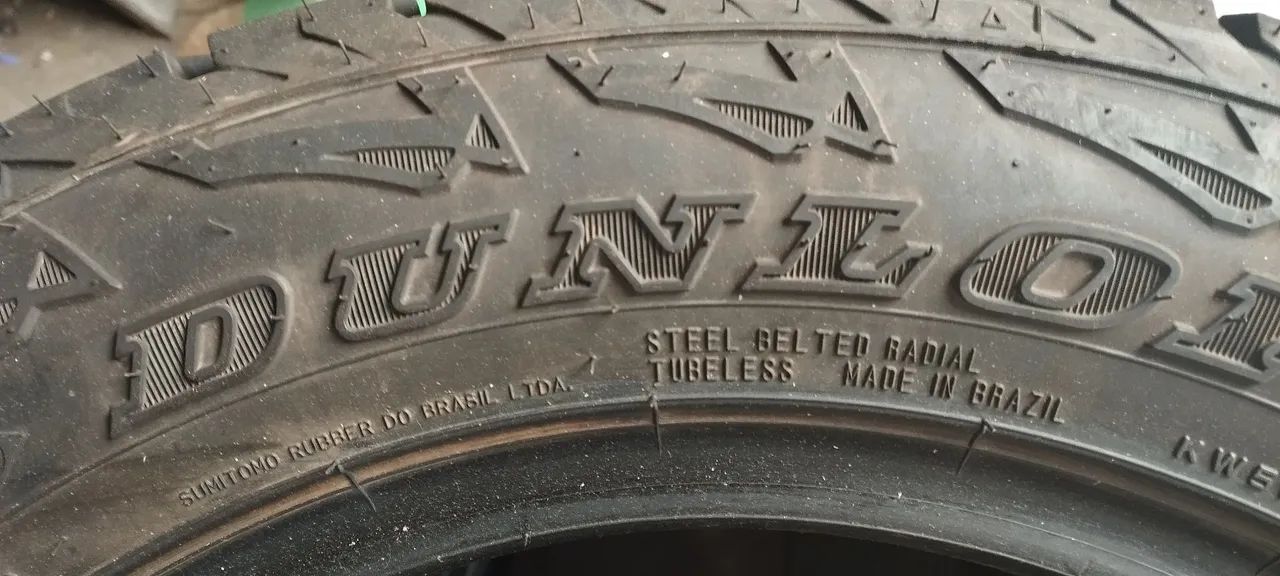 DUNLO
STEEL BELTED RADIAL
TUBELESS MADE IN BRAZIL
SUMITOMO RUBBER DO BRASIL LTDA.